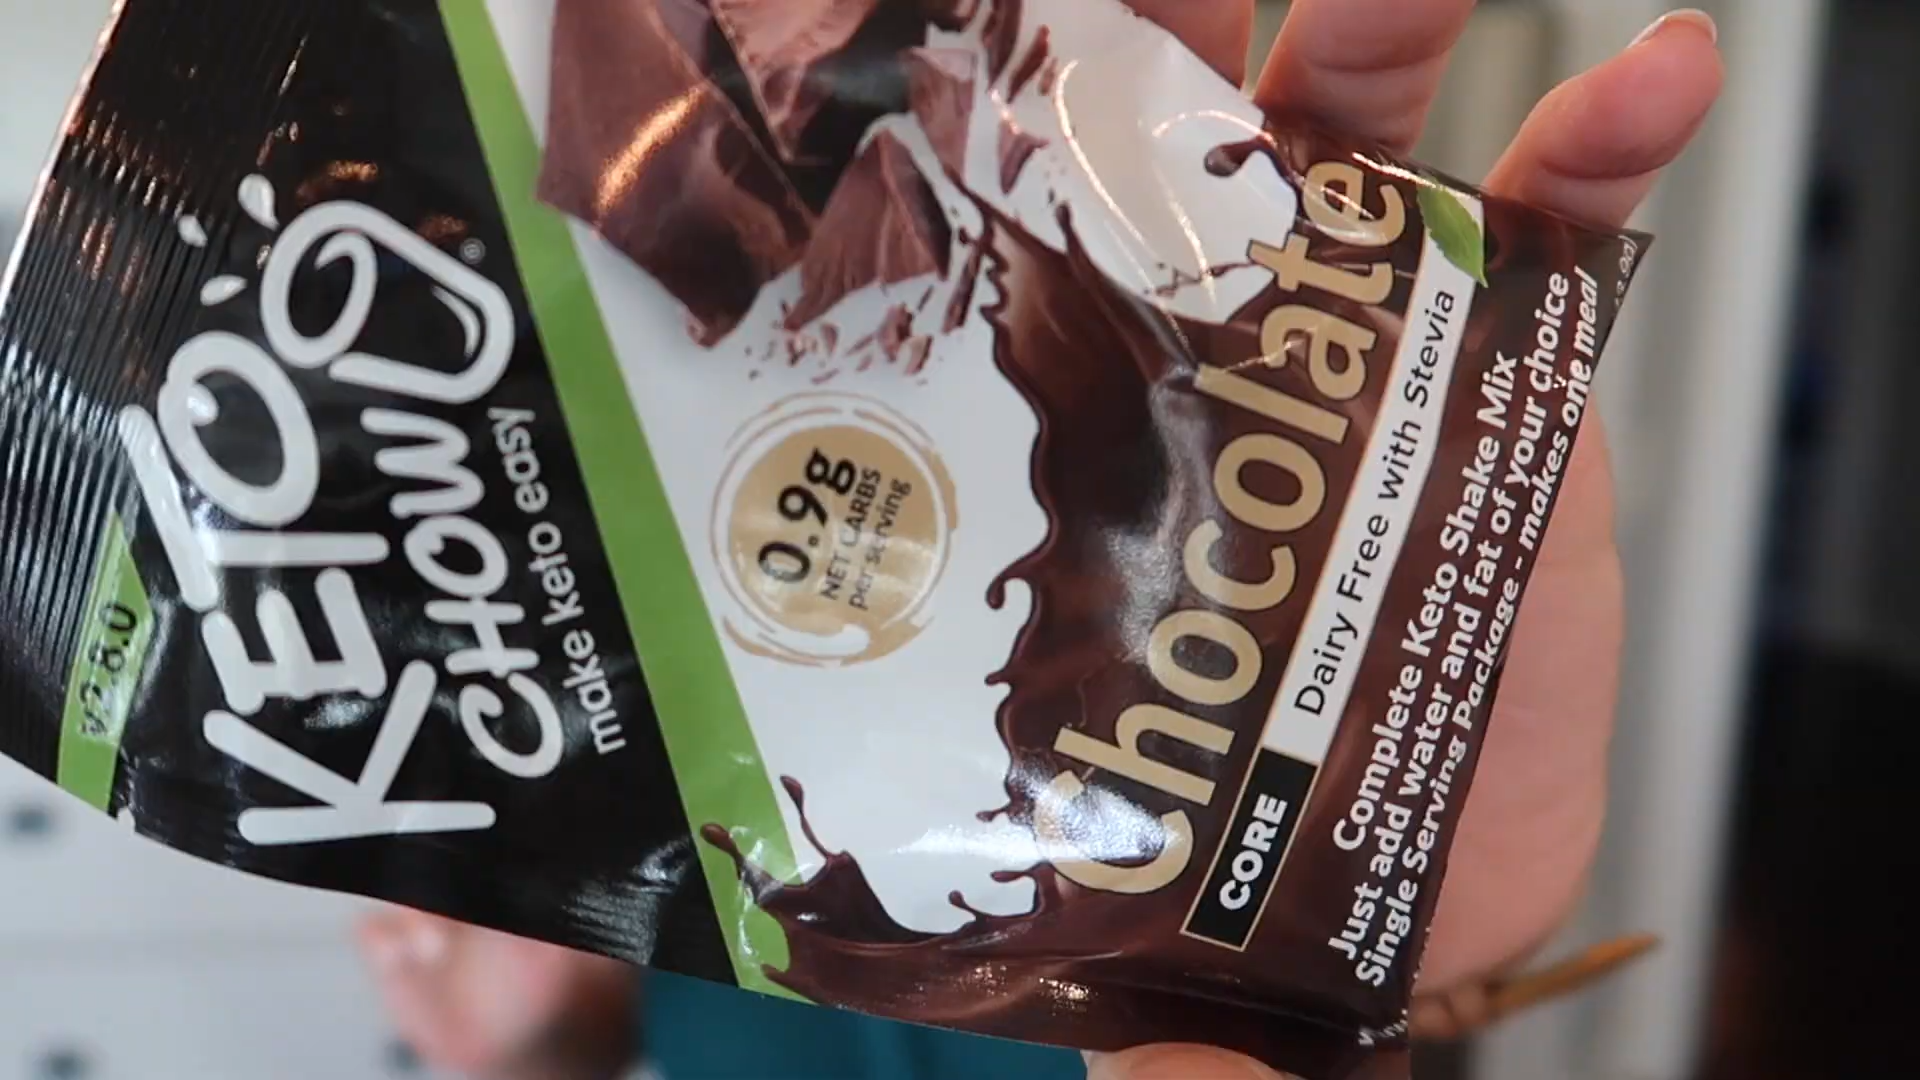 v2.8.0
KETO
CHOW®
make keto easy
0.9g
NET CARBS
per serving
Chocolate
CORE
Dairy Free with Stevia
Complete Keto Shake Mix
Just add water and fat of your choice
Single Serving Package - makes one meal